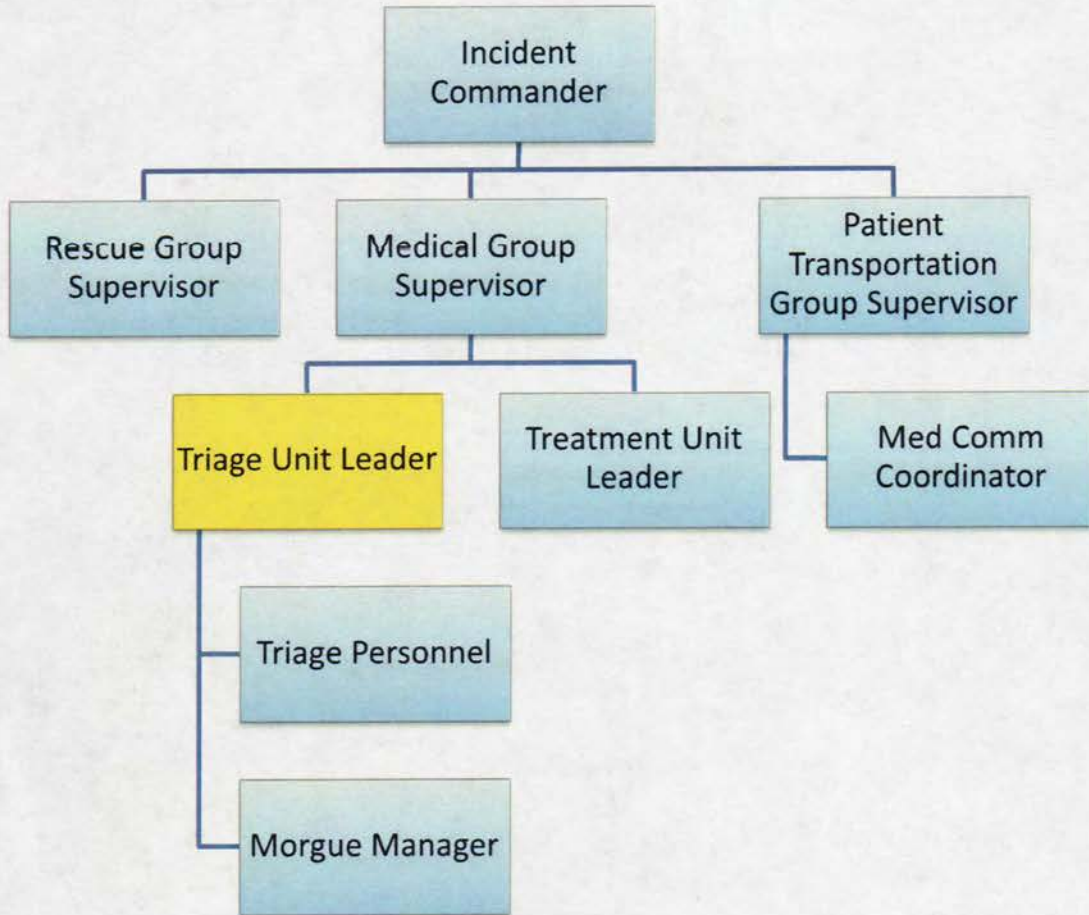 Incident
Commander
Rescue Group
Supervisor
Medical Group
Supervisor
Patient
Transportation
Group Supervisor
Triage Unit Leader
Treatment Unit
Leader
Med Comm
Coordinator
Triage Personnel
Morgue Manager